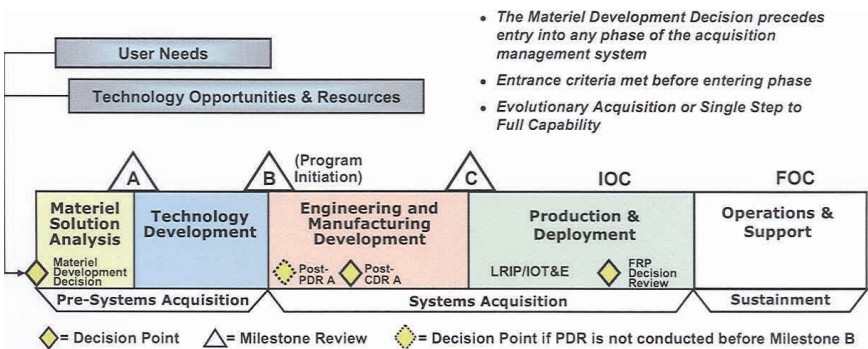 User Needs
Technology Opportunities & Resources
• The Materiel Development Decision precedes
entry into any phase of the acquisition
management system
• Entrance criteria met before entering phase
• Evolutionary Acquisition or Single Step to
Full Capability
A
B
(Program
Initiation)
C
IOC
FOC
Materiel
Solution
Analysis
Technology
Development
Engineering and
Manufacturing
Development
Production &
Deployment
Operations &
Support
Materiel
Development
Decision
Post-
PDR A
Post-
CDR A
LRIP/IOT&E
FRP
Decision
Review
Pre-Systems Acquisition
Systems Acquisition
Sustainment
= Decision Point
= Milestone Review
= Decision Point if PDR is not conducted before Milestone B